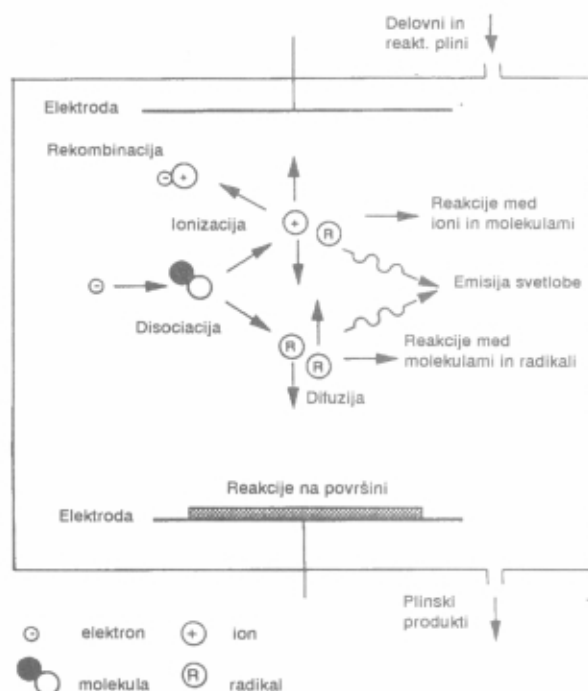 Delovni in
reakt. plini
Elektroda
Rekombinacija
Reakcije med
ioni in molekulami
Ionizacija
Emisija svetlobe
Disociacija
Reakcije med
molekulami in radikali
Difuzija
Reakcije na površini
Elektroda
Plinski
produkti
elektron
ion
molekula
radikal